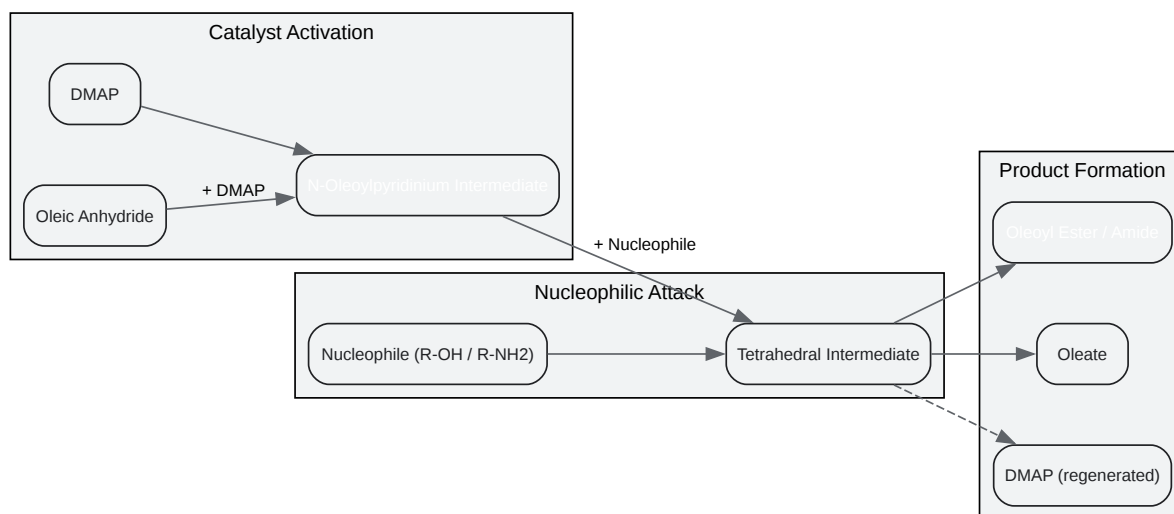 Catalyst Activation
DMAP
N-Oleoylpyridinium Intermediate
+ DMAP
Oleic Anhydride
+ Nucleophile
Nucleophilic Attack
Nucleophile (R-OH / R-NH2)
Tetrahedral Intermediate
Product Formation
Oleoyl Ester / Amide
Oleate
DMAP (regenerated)